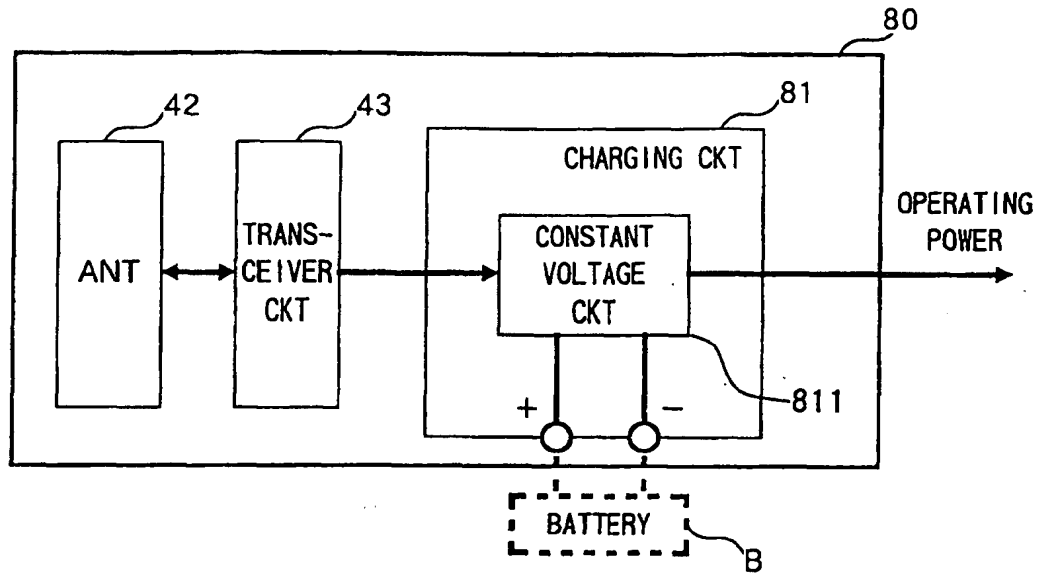 80
42
43
81
CHARGING CKT
ANT
TRANS-
CEIVER
CKT
CONSTANT
VOLTAGE
CKT
OPERATING
POWER
811
+
−
BATTERY
B